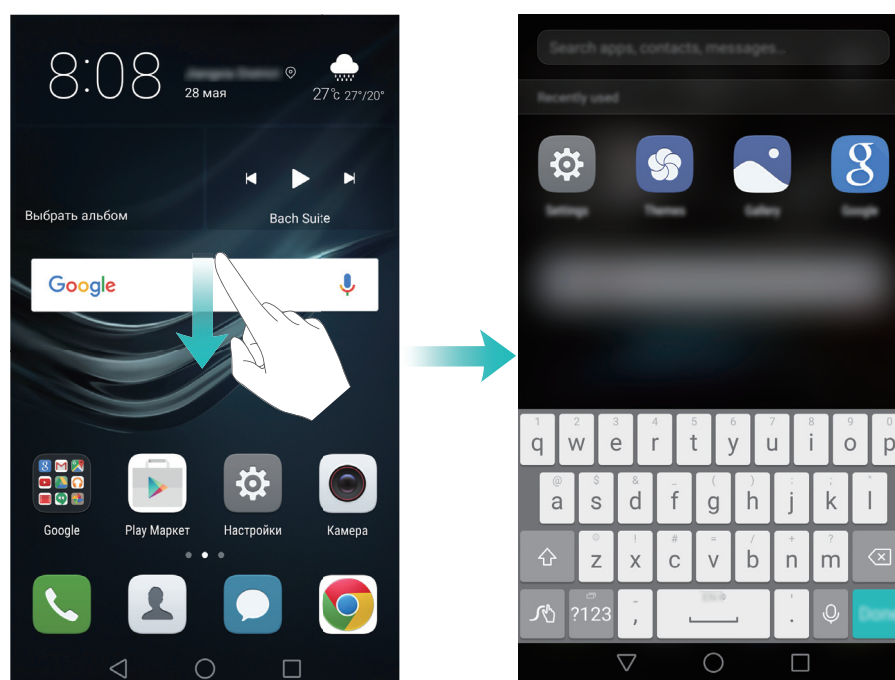 8:08
28 мая
27°c 27°/20°
Выбрать альбом
Bach Suite
Google
Google
Play Маркет
Настройки
Камера
Search apps, contacts, messages...
Recently used
Settings
Themes
Gallery
Google
1 2 3 4 5 6 7 8 9 0
q w e r t y u i o p
@ $ & _ ( ) : ; "
a s d f g h j k l
! # = / + ?
z x c v b n m
?123 , . Done